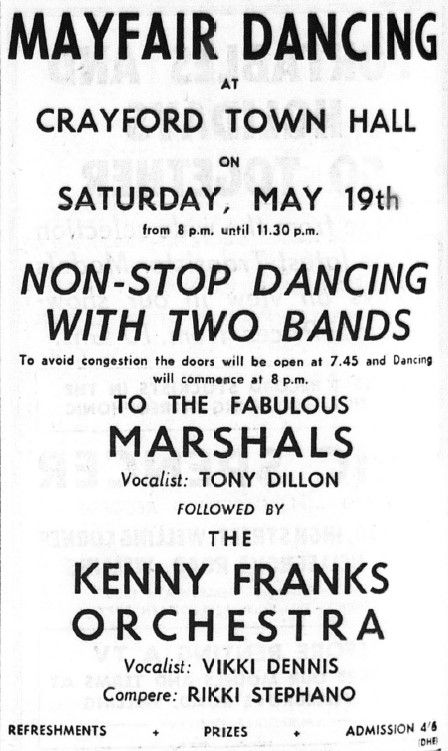 MAYFAIR DANCING
AT
CRAYFORD TOWN HALL
ON
SATURDAY, MAY 19th
from 8 p.m. until 11.30 p.m.
NON-STOP DANCING
WITH TWO BANDS
To avoid congestion the doors will be open at 7.45 and Dancing
will commence at 8 p.m.
TO THE FABULOUS
MARSHALS
Vocalist: TONY DILLON
FOLLOWED BY
THE
KENNY FRANKS
ORCHESTRA
Vocalist: VIKKI DENNIS
Compere: RIKKI STEPHANO
REFRESHMENTS + PRIZES + ADMISSION 4/6
(DHE)